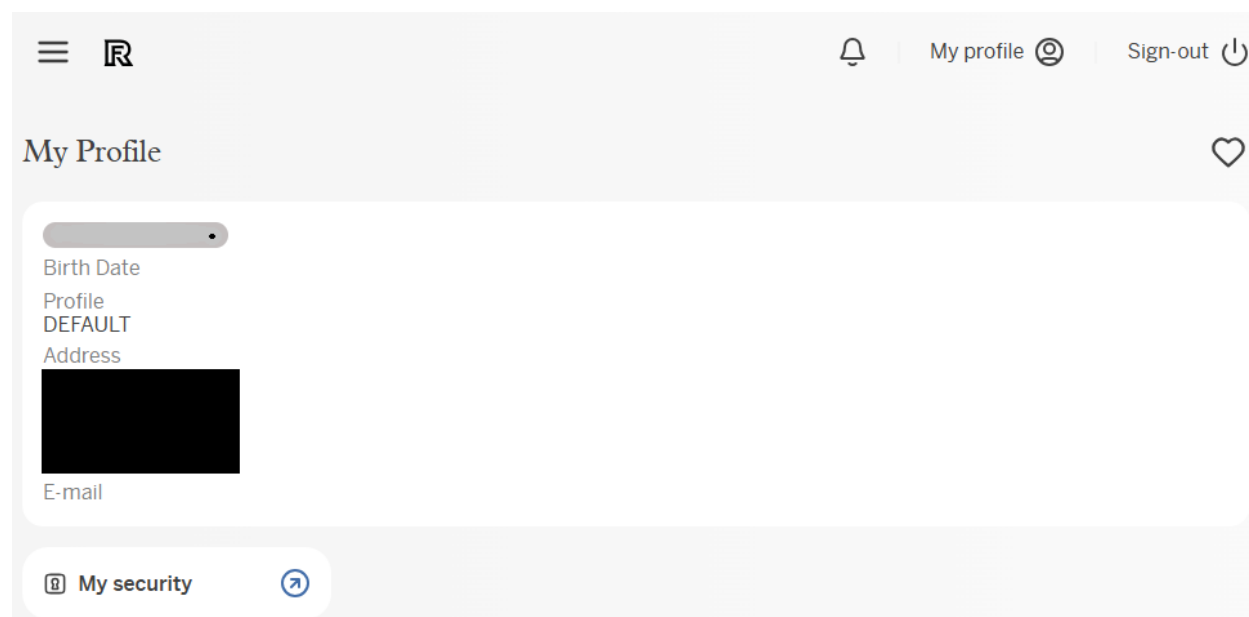 My profile
Sign-out
My Profile
Birth Date
Profile
DEFAULT
Address
E-mail
My security